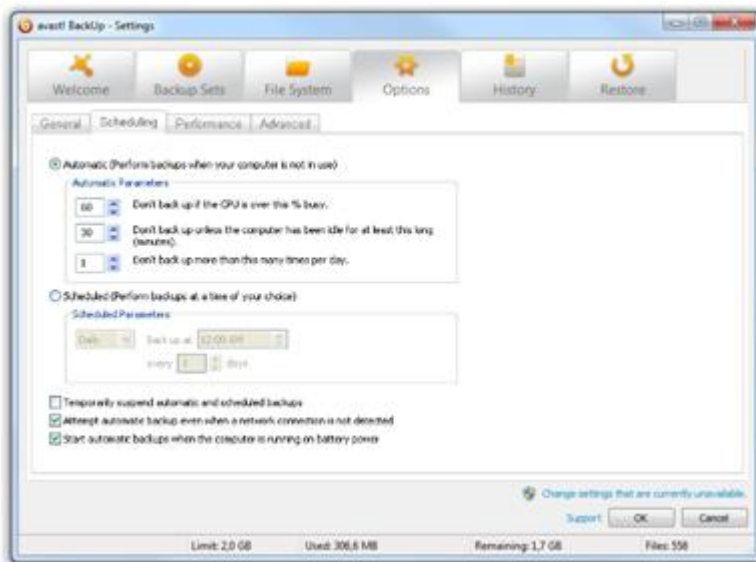 avast! BackUp - Settings
Welcome
Backup Sets
File System
Options
History
Restore
General
Scheduling
Performance
Advanced
Automatic (Perform backups when your computer is not in use)
Automatic Parameters
60
Don't back up if the CPU is over this % busy.
30
Don't back up unless the computer has been idle for at least this long
(minutes).
1
Don't back up more than this many times per day.
Scheduled (Perform backups at a time of your choice)
Scheduled Parameters
Daily
Back up at
12:00 AM
every
1
days
Temporarily suspend automatic and scheduled backups
Attempt automatic backup even when a network connection is not detected
Start automatic backups when the computer is running on battery power
Change settings that are currently unavailable.
Support
OK
Cancel
Limit: 2,0 GB
Used: 306,6 MB
Remaining: 1,7 GB
Files: 558